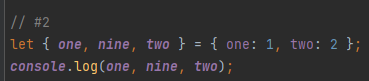 // #2
let { one, nine, two } = { one: 1, two: 2 };
console.log(one, nine, two);